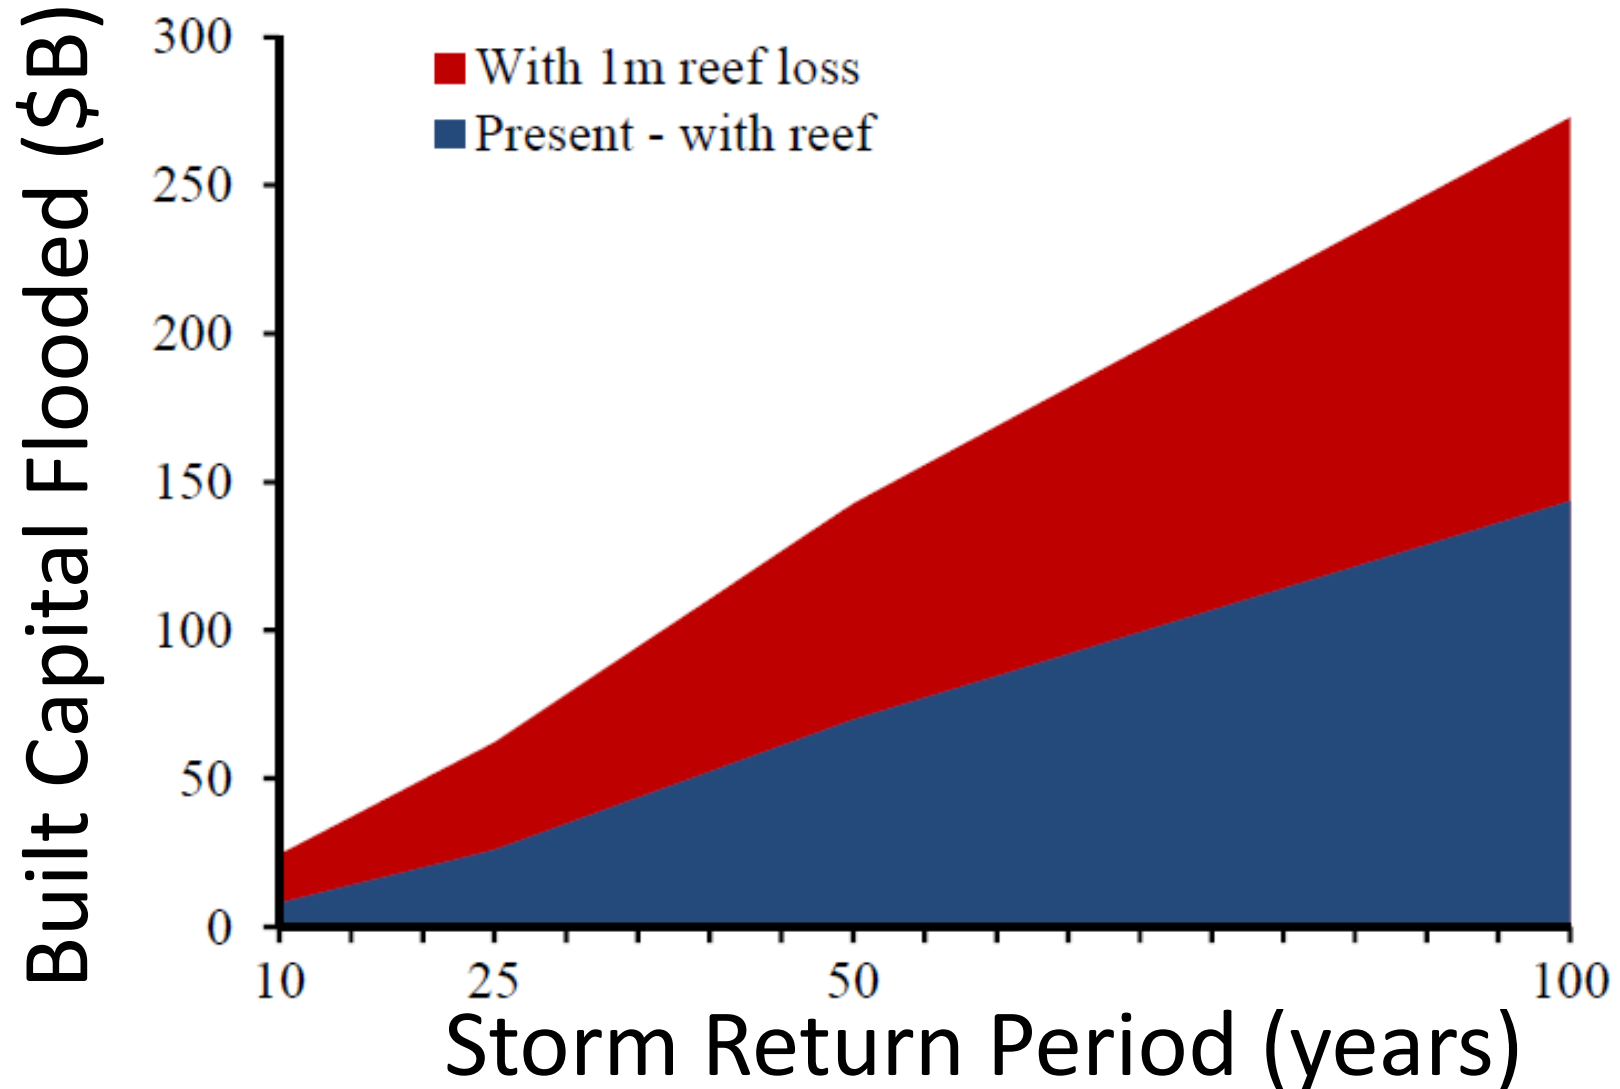 Built Capital Flooded ($B)
300
250
200
150
100
50
0
With 1m reef loss
Present - with reef
10 25 50 100
Storm Return Period (years)